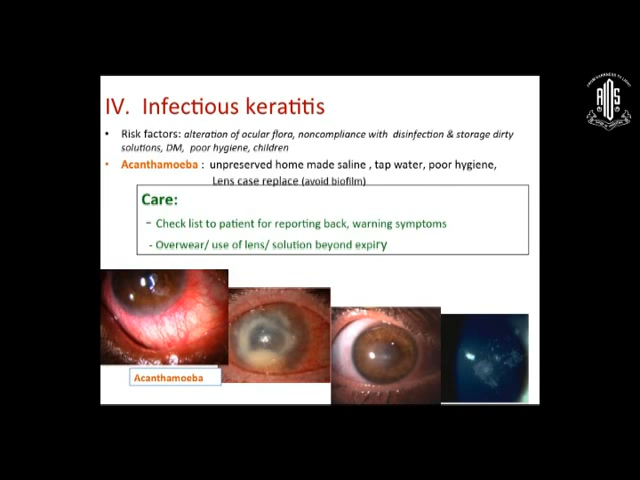 IV. Infectious keratitis
• Risk factors: alteration of ocular flora, noncompliance with disinfection & storage dirty
solutions, DM, poor hygiene, children
• Acanthamoeba : unpreserved home made saline , tap water, poor hygiene,
Lens case replace (avoid biofilm)
Care:
- Check list to patient for reporting back, warning symptoms
- Overwear/ use of lens/ solution beyond expiry
Acanthamoeba
AIOS